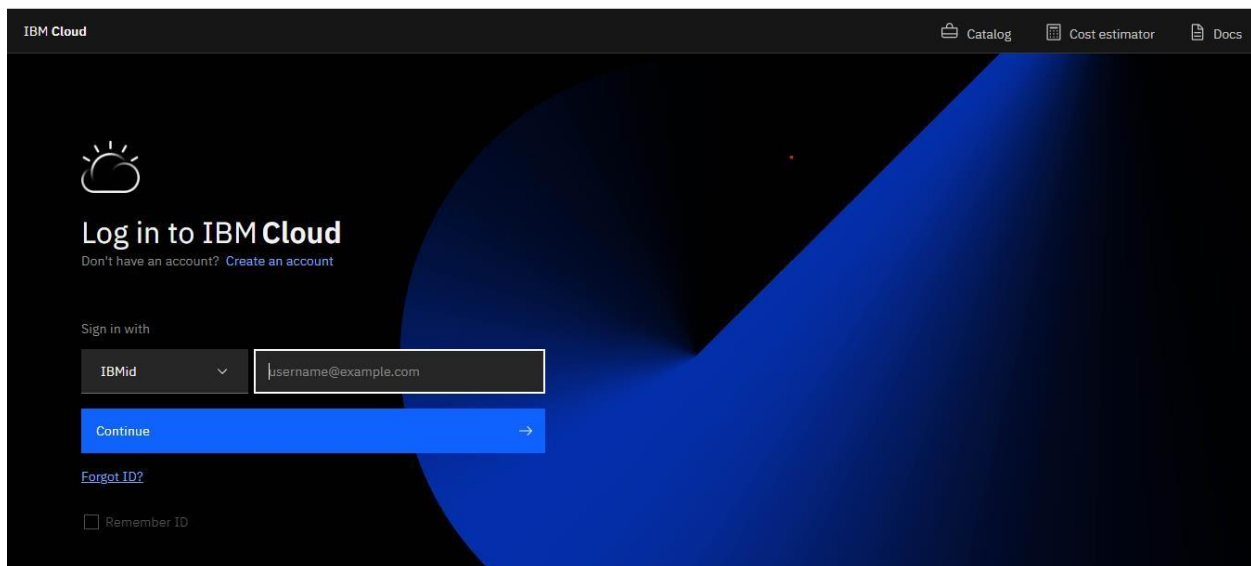 IBM Cloud
Catalog
Cost estimator
Docs
Log in to IBM Cloud
Don't have an account? Create an account
Sign in with
IBMid
username@example.com
Continue
Forgot ID?
Remember ID